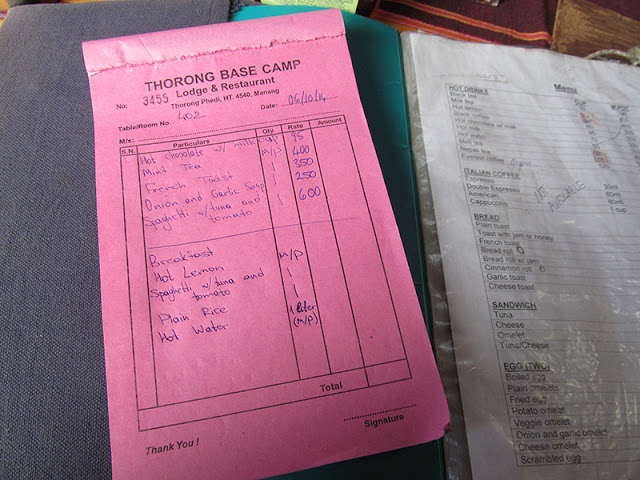 THORONG BASE CAMP
Lodge & Restaurant
No: 3455 Thorong Phedi, HT. 4540, Manang
Table/Room No. 402 Date: 06/10/14
M/s:
S.N. Particulars Qty. Rate Amount
Hot chocolate w/ milk cup 95
Mint Tea M/P 400
French Toast 1 350
Onion and Garlic Soup 1 250
Spaghetti w/tuna and 1 600
tomato
Breakfast
Hot Lemon M/P
Spaghetti w/tuna and 1
tomato
Plain Rice 1
Hot Water 1 liter
(M/P)
Total
Thank You !
Signature
Menu
HOT DRINKS
Black tea
Milk tea
Hot lemon
Black coffee
Hot chocolate w/ milk
Hot milk
Hot water
Mint tea
Nepali tea
Everest coffee
ITALIAN COFFEE
Espresso 30ml
Double Espresso 60ml
American
Cappuccino 1 cup
NOT AVAILABLE
BREAD
Plain toast
Toast with jam or honey
French toast
Bread roll
Bread roll w/ jam
Cinnamon roll
Garlic toast
Cheese toast
SANDWICH
Tuna
Cheese
Omelet
Tuna/Cheese
EGG (TWO)
Boiled egg
Plain omelet
Fried egg
Potato omelet
Veggie omelet
Onion and garlic omelet
Cheese omelet
Scrambled egg